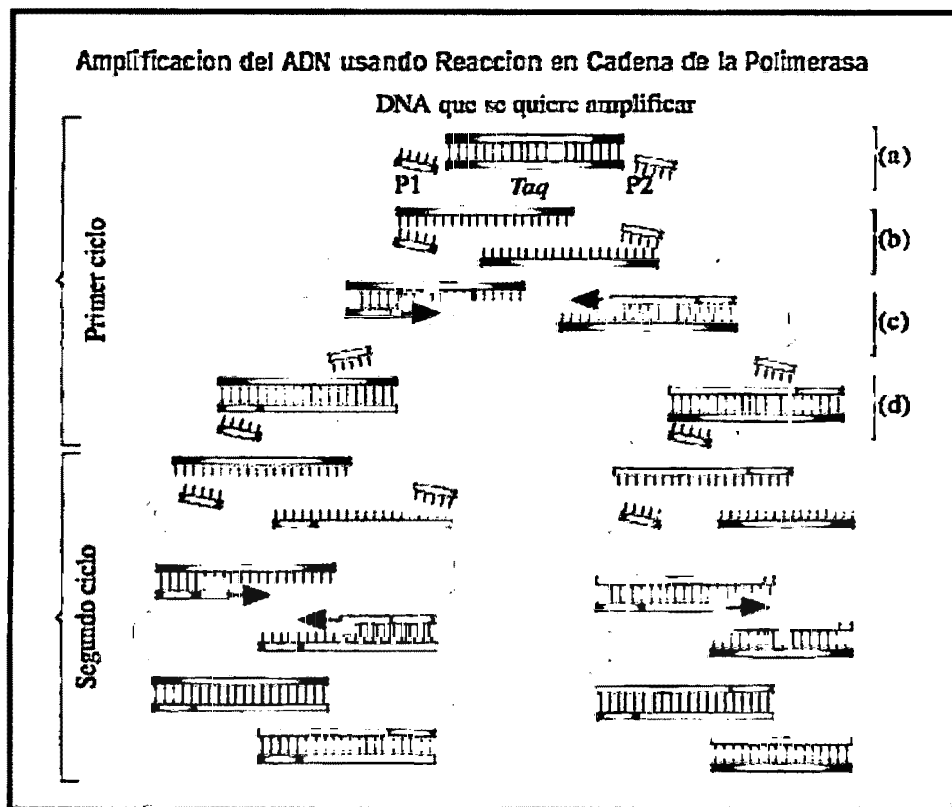 Amplificacion del ADN usando Reaccion en Cadena de la Polimerasa
DNA que se quiere amplificar
(a)
P1
Taq
P2
(b)
Primer ciclo
(c)
(d)
Segundo ciclo